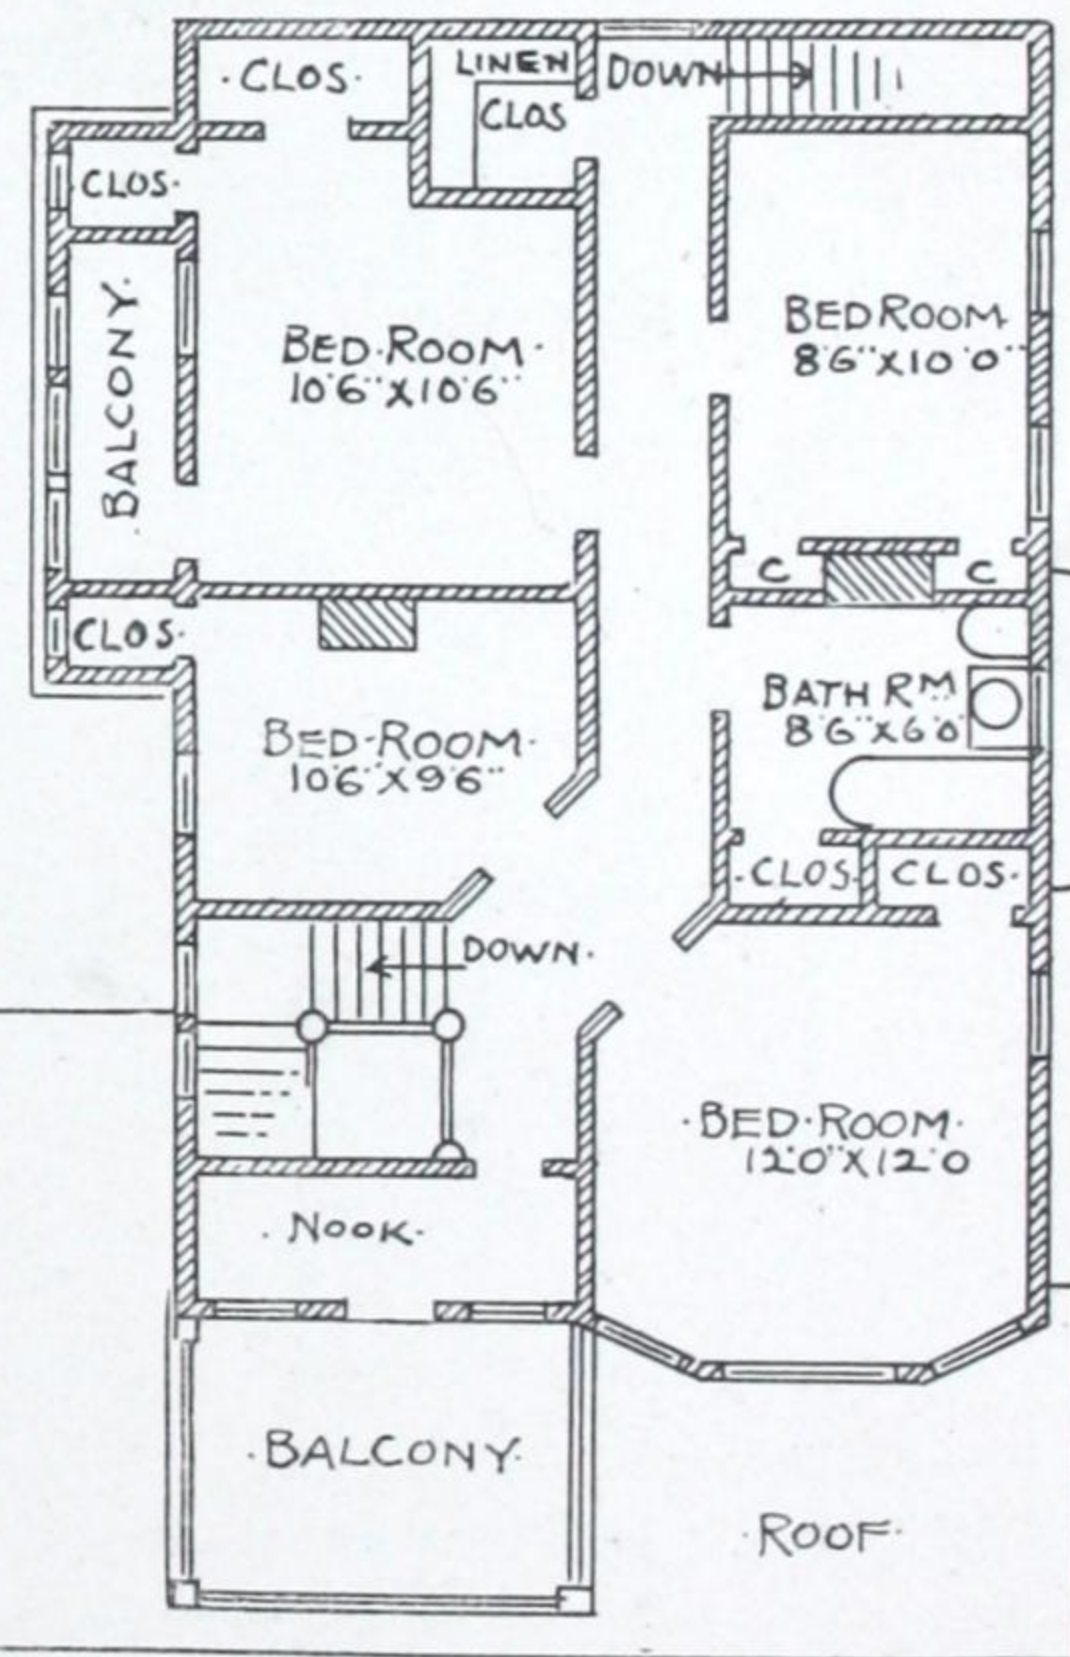 ·CLOS·
LINEN
CLOS
DOWN
CLOS·
BALCONY·
BED·ROOM·
10'6"X10'6"
BEDROOM
8'6"X10'0"
C
C
CLOS·
BED-ROOM·
10'6"X9'6"
BATH RM
8'6"X6'0
·CLOS·
CLOS·
DOWN·
·BED·ROOM·
12'0"X12'0
·NOOK·
·BALCONY·
·ROOF·